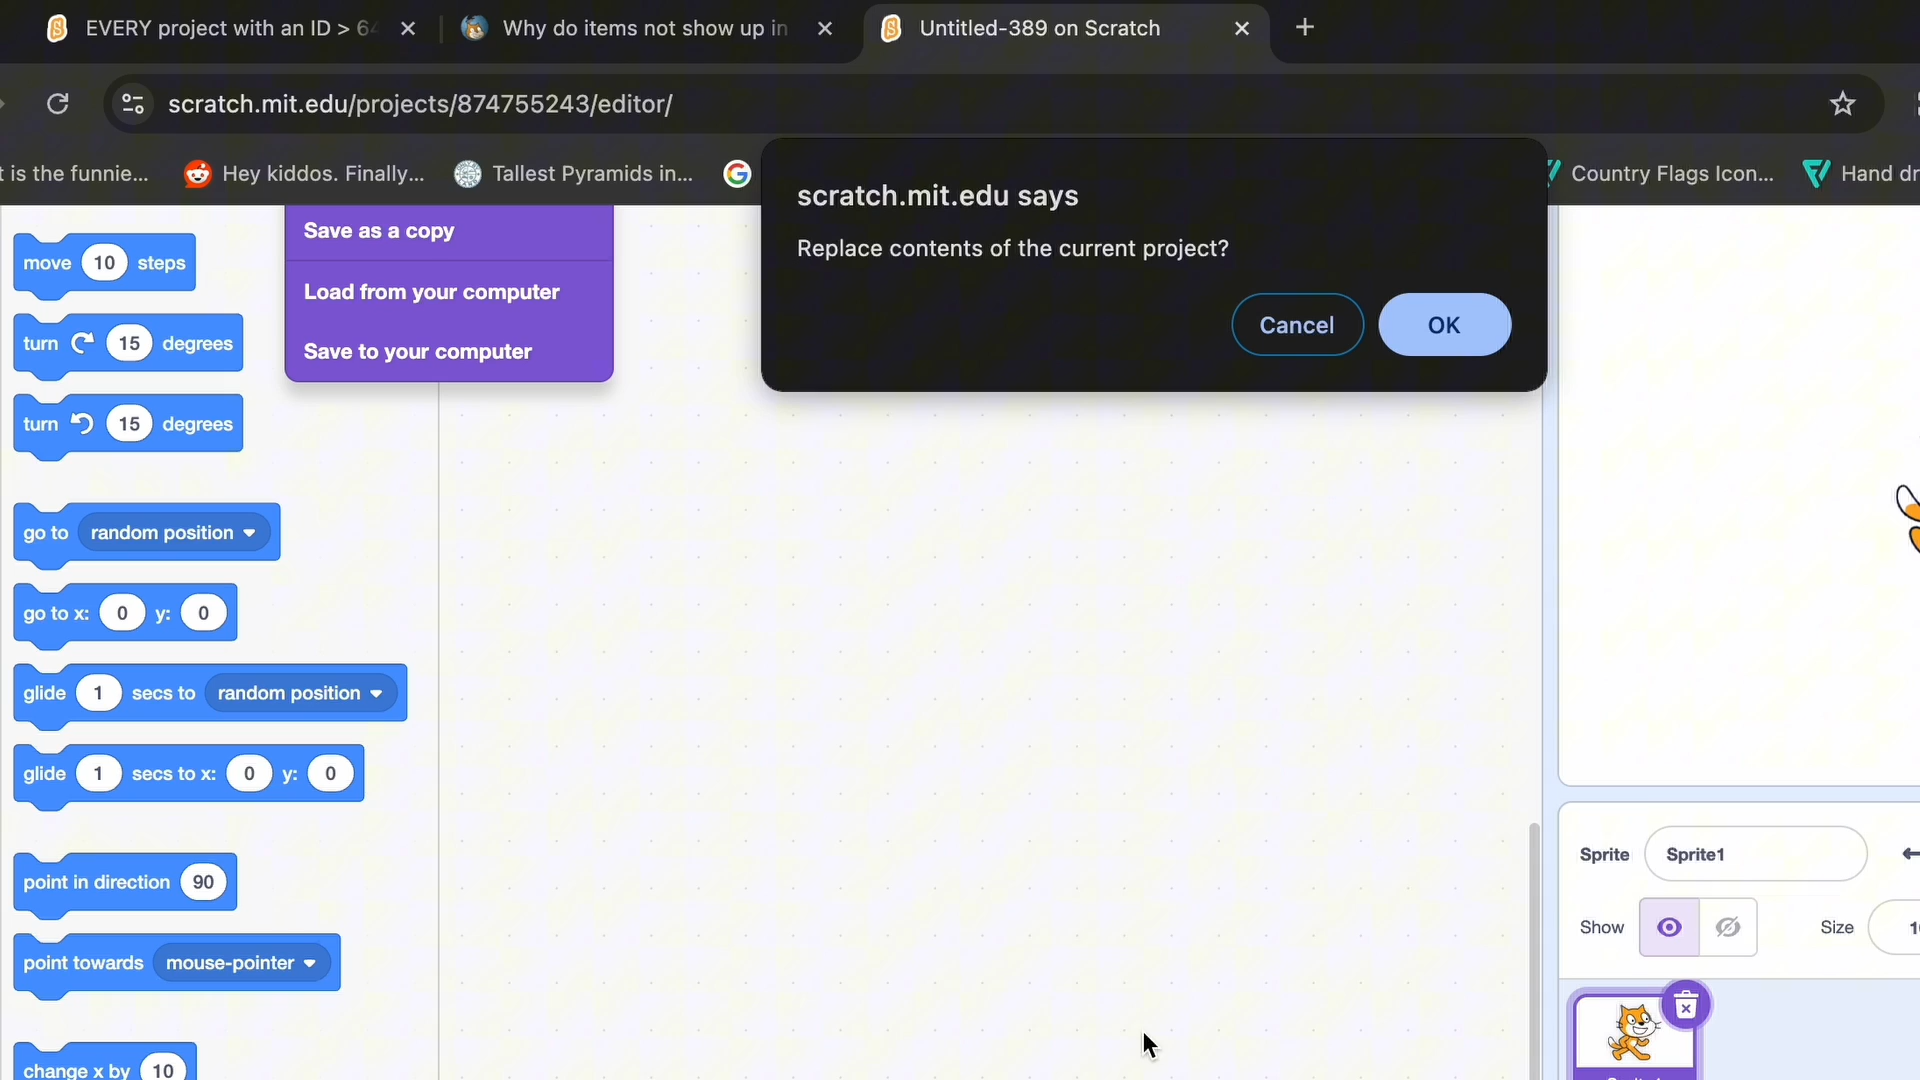 EVERY project with an ID > 64
Why do items not show up in
Untitled-389 on Scratch
scratch.mit.edu/projects/874755243/editor/
t is the funnie...
Hey kiddos. Finally...
Tallest Pyramids in...
Country Flags Icon...
Hand dr
scratch.mit.edu says
Replace contents of the current project?
Cancel
OK
Save as a copy
Load from your computer
Save to your computer
move 10 steps
turn 15 degrees
turn 15 degrees
go to random position
go to x: 0 y: 0
glide 1 secs to random position
glide 1 secs to x: 0 y: 0
point in direction 90
point towards mouse-pointer
change x by 10
Sprite Sprite1
Show
Size 10